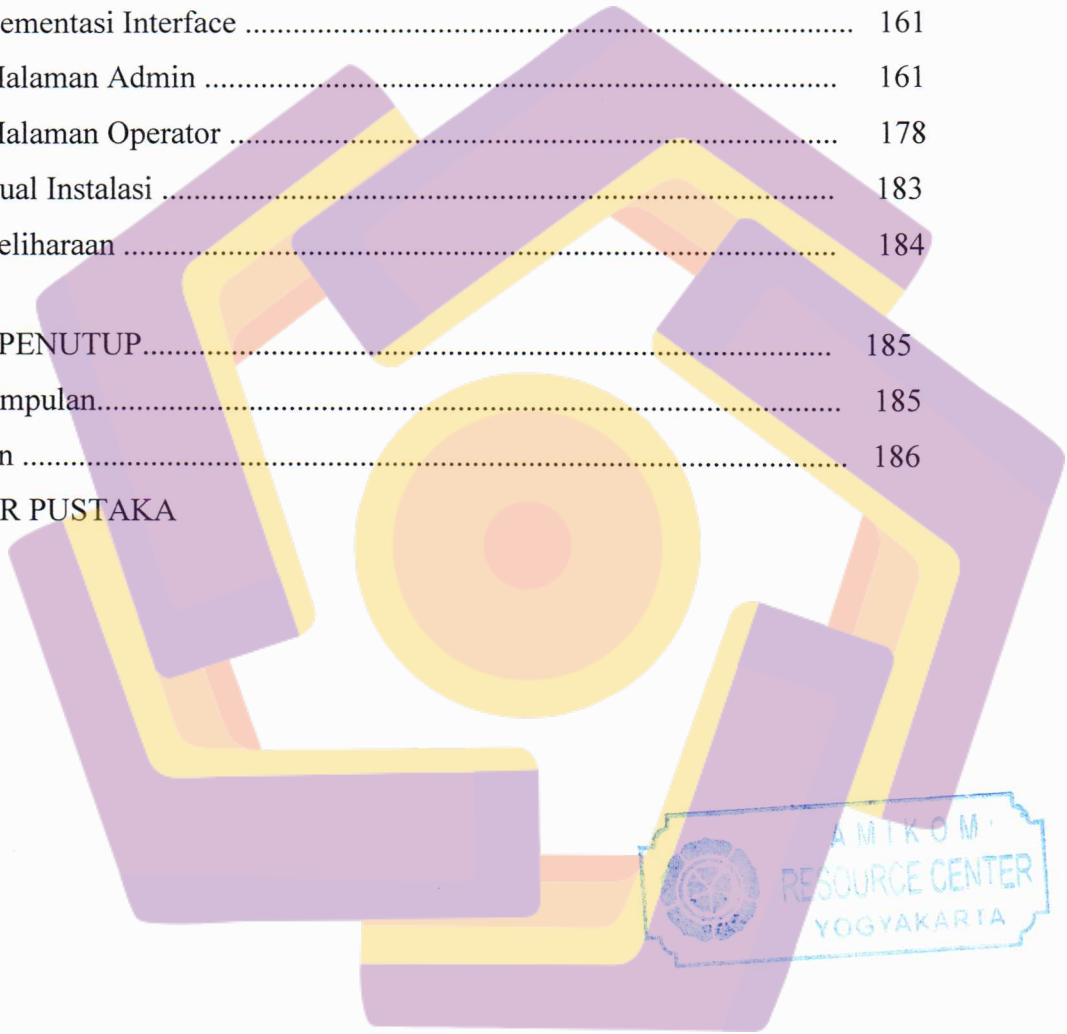 ementasi Interface ........................................................................... 161
Halaman Admin .............................................................................. 161
Halaman Operator ........................................................................... 178
ual Instalasi ................................................................................... 183
eliharaan ........................................................................................ 184
PENUTUP..................................................................................... 185
mpulan............................................................................................ 185
n ...................................................................................................... 186
R PUSTAKA
AMIKOM
RESOURCE CENTER
YOGYAKARTA